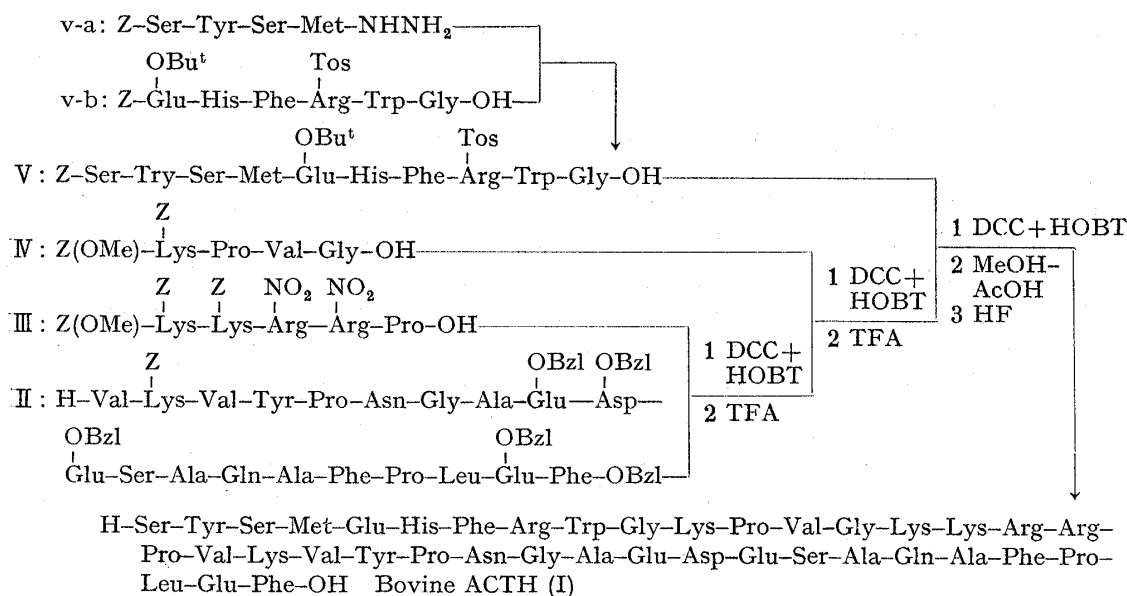 v-a: Z–Ser–Tyr–Ser–Met–NHNH₂
OBuᵗ Tos
v-b: Z–Glu–His–Phe–Arg–Trp–Gly–OH
OBuᵗ Tos
V: Z–Ser–Try–Ser–Met–Glu–His–Phe–Arg–Trp–Gly–OH
Z
Ⅳ: Z(OMe)–Lys–Pro–Val–Gly–OH
Z Z NO₂ NO₂
Ⅲ: Z(OMe)–Lys–Lys–Arg–Arg–Pro–OH
Z OBzl OBzl
Ⅱ: H–Val–Lys–Val–Tyr–Pro–Asn–Gly–Ala–Glu—Asp—
OBzl OBzl
Glu–Ser–Ala–Gln–Ala–Phe–Pro–Leu–Glu–Phe–OBzl
1 DCC+
HOBT
2 TFA
1 DCC+
HOBT
2 TFA
1 DCC+HOBT
2 MeOH–
AcOH
3 HF
H–Ser–Tyr–Ser–Met–Glu–His–Phe–Arg–Trp–Gly–Lys–Pro–Val–Gly–Lys–Lys–Arg–Arg–
Pro–Val–Lys–Val–Tyr–Pro–Asn–Gly–Ala–Glu–Asp–Glu–Ser–Ala–Gln–Ala–Phe–Pro–
Leu–Glu–Phe–OH Bovine ACTH (I)